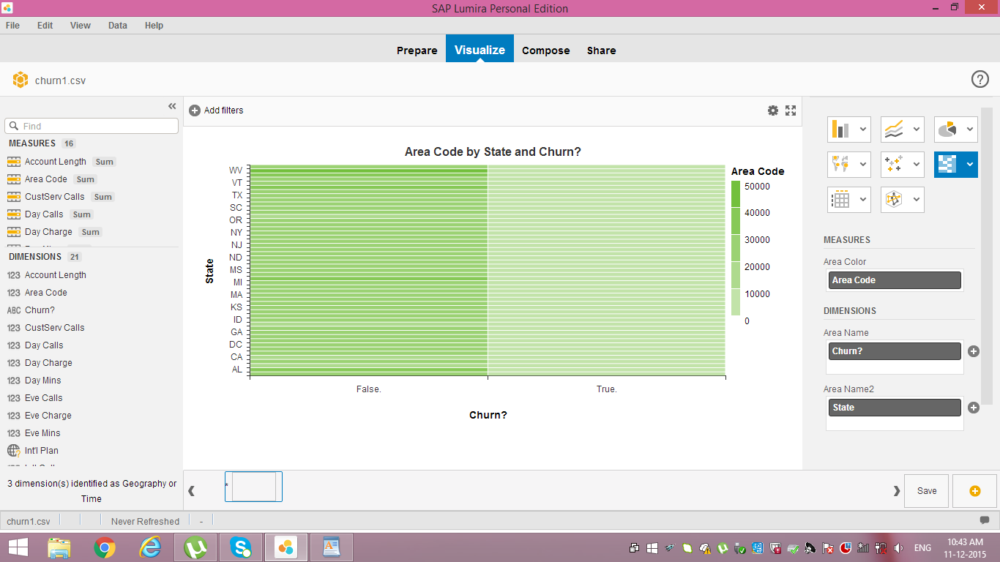 SAP Lumira Personal Edition
File Edit View Data Help
Prepare Visualize Compose Share
churn1.csv
Find
MEASURES 16
Account Length Sum
Area Code Sum
CustServ Calls Sum
Day Calls Sum
Day Charge Sum
DIMENSIONS 21
123 Account Length
123 Area Code
ABC Churn?
123 CustServ Calls
123 Day Calls
123 Day Charge
123 Day Mins
123 Eve Calls
123 Eve Charge
123 Eve Mins
Int'l Plan
3 dimension(s) identified as Geography or
Time
Add filters
Area Code by State and Churn?
State
WV
VT
TX
SC
OR
NY
NJ
ND
MS
MI
MA
KS
ID
GA
DC
CA
AL
False. True.
Churn?
Area Code
50000
40000
30000
20000
10000
0
MEASURES
Area Color
Area Code
DIMENSIONS
Area Name
Churn?
Area Name2
State
*
Save
churn1.csv Never Refreshed -
ENG
10:43 AM
11-12-2015